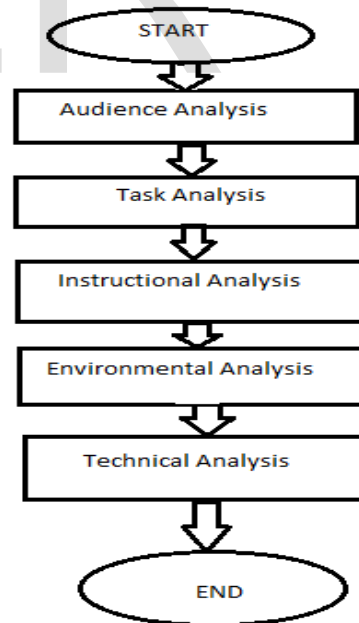 START
Audience Analysis
Task Analysis
Instructional Analysis
Environmental Analysis
Technical Analysis
END